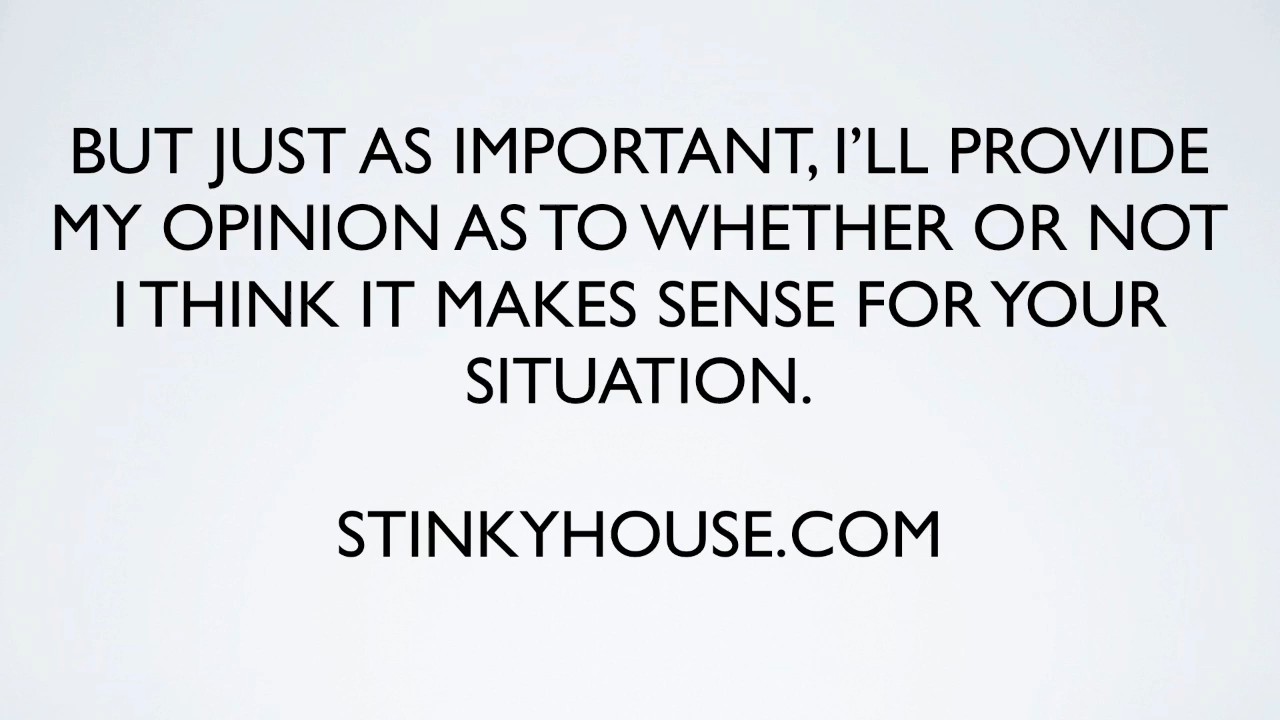 BUT JUST AS IMPORTANT, I’LL PROVIDE
MY OPINION AS TO WHETHER OR NOT
I THINK IT MAKES SENSE FOR YOUR
SITUATION.
STINKYHOUSE.COM